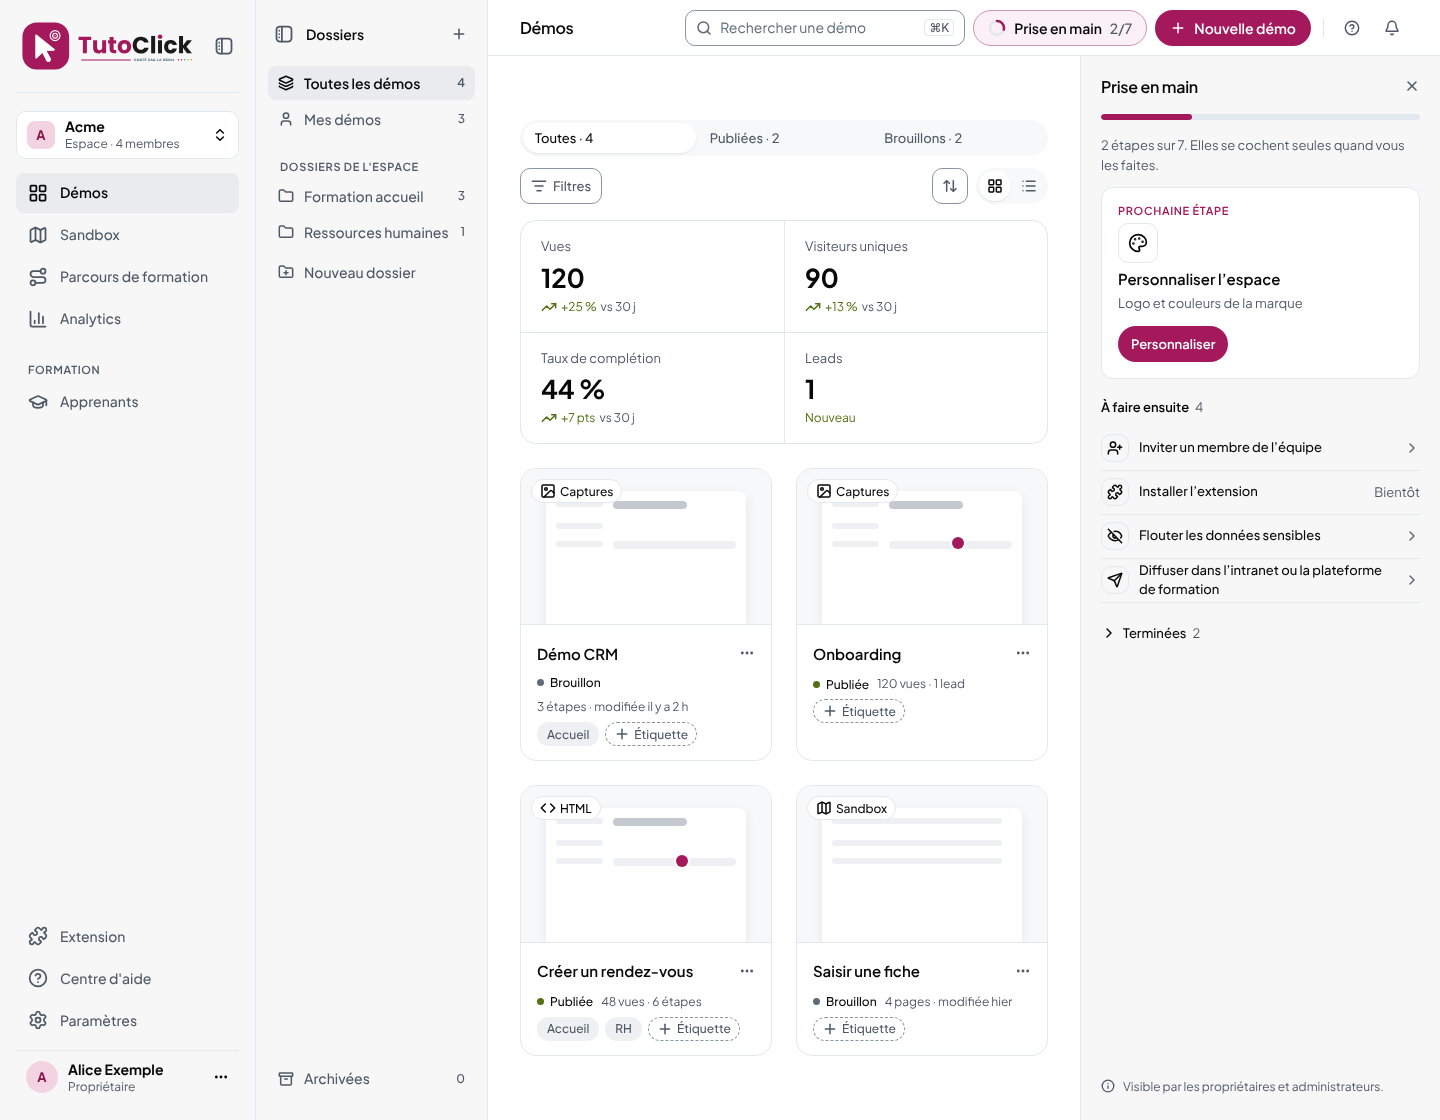 TutoClick
Acme
Espace · 4 membres
Démos
Sandbox
Parcours de formation
Analytics
FORMATION
Apprenants
Extension
Centre d'aide
Paramètres
A
Alice Exemple
Propriétaire
A
Dossiers
Toutes les démos 4
Mes démos 3
DOSSIERS DE L'ESPACE
Formation accueil 3
Ressources humaines 1
Nouveau dossier
Archivées 0
Démos
Rechercher une démo ⌘K
Prise en main 2/7
+ Nouvelle démo
Toutes · 4
Publiées · 2
Brouillons · 2
Filtres
Vues
120
+25 % vs 30 j
Visiteurs uniques
90
+13 % vs 30 j
Taux de complétion
44 %
+7 pts vs 30 j
Leads
1
Nouveau
Captures
Démo CRM
Brouillon
3 étapes · modifiée il y a 2 h
Accueil
+ Étiquette
Captures
Onboarding
Publiée 120 vues · 1 lead
+ Étiquette
HTML
Créer un rendez-vous
Publiée 48 vues · 6 étapes
Accueil
RH
+ Étiquette
Sandbox
Saisir une fiche
Brouillon 4 pages · modifiée hier
+ Étiquette
Prise en main
2 étapes sur 7. Elles se cochent seules quand vous
les faites.
PROCHAINE ÉTAPE
Personnaliser l'espace
Logo et couleurs de la marque
Personnaliser
À faire ensuite 4
Inviter un membre de l'équipe
Installer l'extension Bientôt
Flouter les données sensibles
Diffuser dans l'intranet ou la plateforme
de formation
Terminées 2
Visible par les propriétaires et administrateurs.